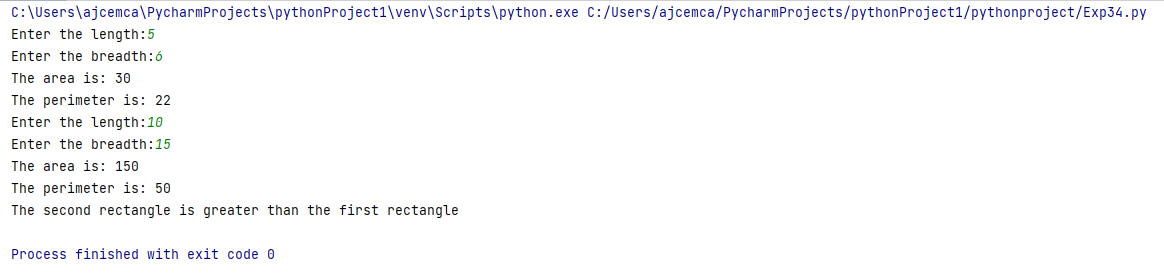 C:\Users\ajcemca\PycharmProjects\pythonProject1\venv\Scripts\python.exe C:/Users/ajcemca/PycharmProjects/pythonProject1/pythonproject/Exp34.py
Enter the length:5
Enter the breadth:6
The area is: 30
The perimeter is: 22
Enter the length:10
Enter the breadth:15
The area is: 150
The perimeter is: 50
The second rectangle is greater than the first rectangle
Process finished with exit code 0